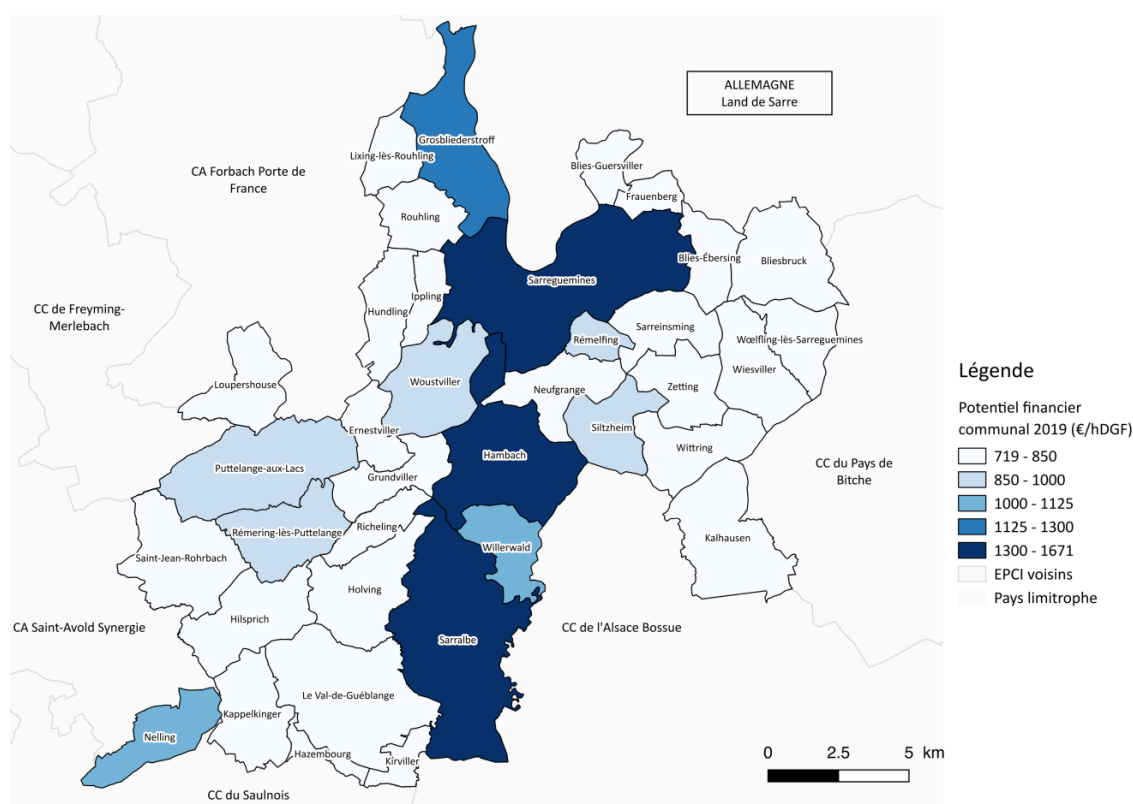 ALLEMAGNE
Land de Sarre
Grosbliederstroff
Lixing-lès-Rouhling
CA Forbach Porte de
France
Blies-Guersviller
Frauenberg
Rouhling
Blies-Ébersing
Bliesbruck
Sarreguemines
Ippling
Hundling
CC de Freyming-
Merlebach
Sarreinsming
Rémelfing
Wœlfling-lès-Sarreguemines
Wiesviller
Loupershouse
Woustviller
Neufgrange
Zetting
Siltzheim
Ernestviller
Wittring
Hambach
Puttelange-aux-Lacs
Grundviller
CC du Pays de
Bitche
Richeling
Rémering-lès-Puttelange
Willerwald
Kalhausen
Saint-Jean-Rohrbach
Holving
Hilsprich
CA Saint-Avold Synergie
CC de l'Alsace Bossue
Sarralbe
Le Val-de-Guéblange
Kappelkinger
Nelling
Hazembourg
Kirviller
CC du Saulnois
0 2.5 5 km
Légende
Potentiel financier
communal 2019 (€/hDGF)
719 - 850
850 - 1000
1000 - 1125
1125 - 1300
1300 - 1671
EPCI voisins
Pays limitrophe